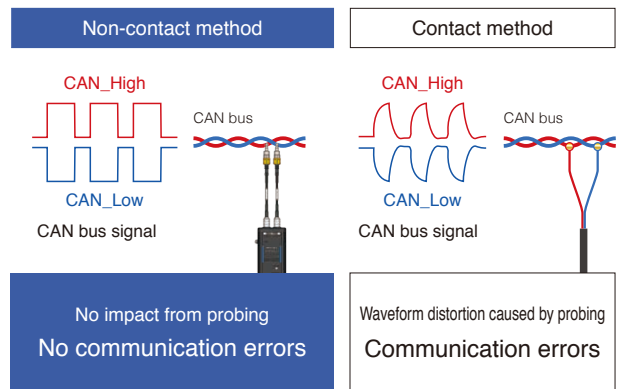 Non-contact method
CAN_High
CAN bus
CAN_Low
CAN bus signal
No impact from probing
No communication errors
Contact method
CAN_High
CAN bus
CAN_Low
CAN bus signal
Waveform distortion caused by probing
Communication errors